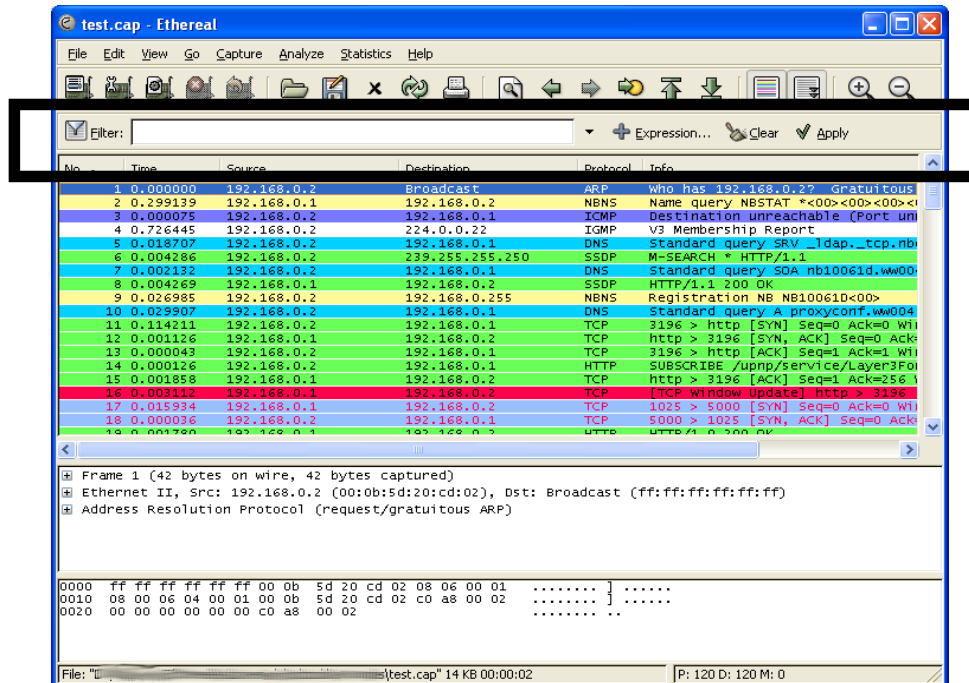 test.cap - Ethereal
File Edit View Go Capture Analyze Statistics Help
Filter: Expression... Clear Apply
No. Time Source Destination Protocol Info
1 0.000000 192.168.0.2 Broadcast ARP Who has 192.168.0.2? Gratuitous
2 0.299139 192.168.0.1 192.168.0.2 NBNS Name query NBSTAT *<00><00><00><
3 0.000075 192.168.0.2 192.168.0.1 ICMP Destination unreachable (Port
4 0.726445 192.168.0.2 224.0.0.22 IGMP V3 Membership Report
5 0.018707 192.168.0.2 192.168.0.1 DNS Standard query SRV _ldap._tcp.nb
6 0.004286 192.168.0.2 239.255.255.250 SSDP M-SEARCH * HTTP/1.1
7 0.002132 192.168.0.2 192.168.0.1 DNS Standard query SOA nb10061d.ww00
8 0.004269 192.168.0.1 192.168.0.2 SSDP HTTP/1.1 200 OK
9 0.026985 192.168.0.2 192.168.0.255 NBNS Registration NB NB10061D<00>
10 0.029907 192.168.0.2 192.168.0.1 DNS Standard query A proxyconf.ww004
11 0.114211 192.168.0.2 192.168.0.1 TCP 3196 > http [SYN] Seq=0 Ack=0
12 0.001126 192.168.0.1 192.168.0.2 TCP http > 3196 [SYN, ACK] Seq=0 Ack
13 0.000043 192.168.0.2 192.168.0.1 TCP 3196 > http [ACK] Seq=1 Ack=1
14 0.000126 192.168.0.2 192.168.0.1 HTTP SUBSCRIBE /upnp/service/Layer3Fo
15 0.001858 192.168.0.1 192.168.0.2 TCP http > 3196 [ACK] Seq=1 Ack=256
16 0.003112 192.168.0.1 192.168.0.2 TCP [TCP Window Update] http > 3196
17 0.015934 192.168.0.1 192.168.0.2 TCP 1025 > 5000 [SYN] Seq=0 Ack=0
18 0.000036 192.168.0.2 192.168.0.1 TCP 5000 > 1025 [SYN, ACK] Seq=0 Ack
19 0.001780 192.168.0.1 192.168.0.2 HTTP HTTP/1.0 200 OK
Frame 1 (42 bytes on wire, 42 bytes captured)
Ethernet II, Src: 192.168.0.2 (00:0b:5d:20:cd:02), Dst: Broadcast (ff:ff:ff:ff:ff:ff)
Address Resolution Protocol (request/gratuitous ARP)
0000 ff ff ff ff ff ff 00 0b 5d 20 cd 02 08 06 00 01 ........ ] ......
0010 08 00 06 04 00 01 00 0b 5d 20 cd 02 c0 a8 00 02 ........ ] ......
0020 00 00 00 00 00 00 c0 a8 00 02 ........ ..
File: "D \test.cap" 14 KB 00:00:02 P: 120 D: 120 M: 0